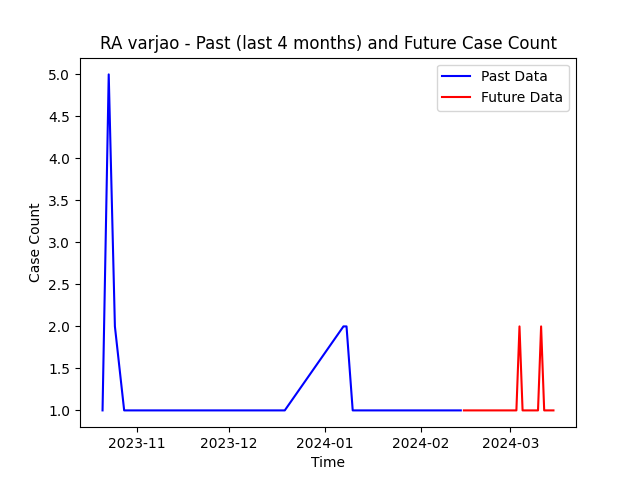 RA varjao - Past (last 4 months) and Future Case Count
Past Data
Future Data
Case Count
5.0
4.5
4.0
3.5
3.0
2.5
2.0
1.5
1.0
2023-11 2023-12 2024-01 2024-02 2024-03
Time